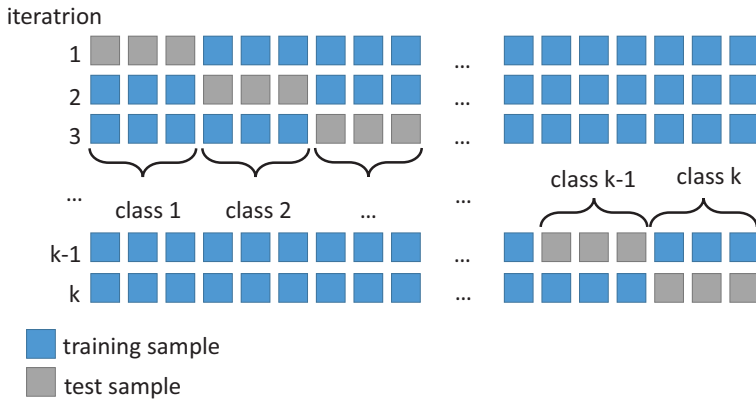 iteratrion
1
...
2
...
3
...
class k-1 class k
... class 1 class 2 ... ...
k-1 ...
k ...
training sample
test sample